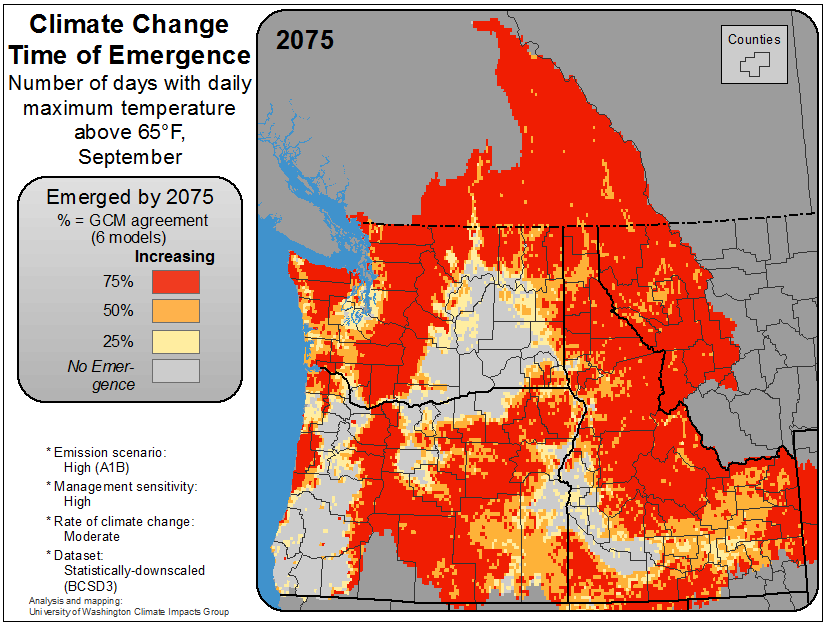 Climate Change
Time of Emergence
Number of days with daily
maximum temperature
above 65°F,
September
Emerged by 2075
% = GCM agreement
(6 models)
Increasing
75%
50%
25%
No Emer-
gence
* Emission scenario:
High (A1B)
* Management sensitivity:
High
* Rate of climate change:
Moderate
* Dataset:
Statistically-downscaled
(BCSD3)
Analysis and mapping:
University of Washington Climate Impacts Group
2075
Counties